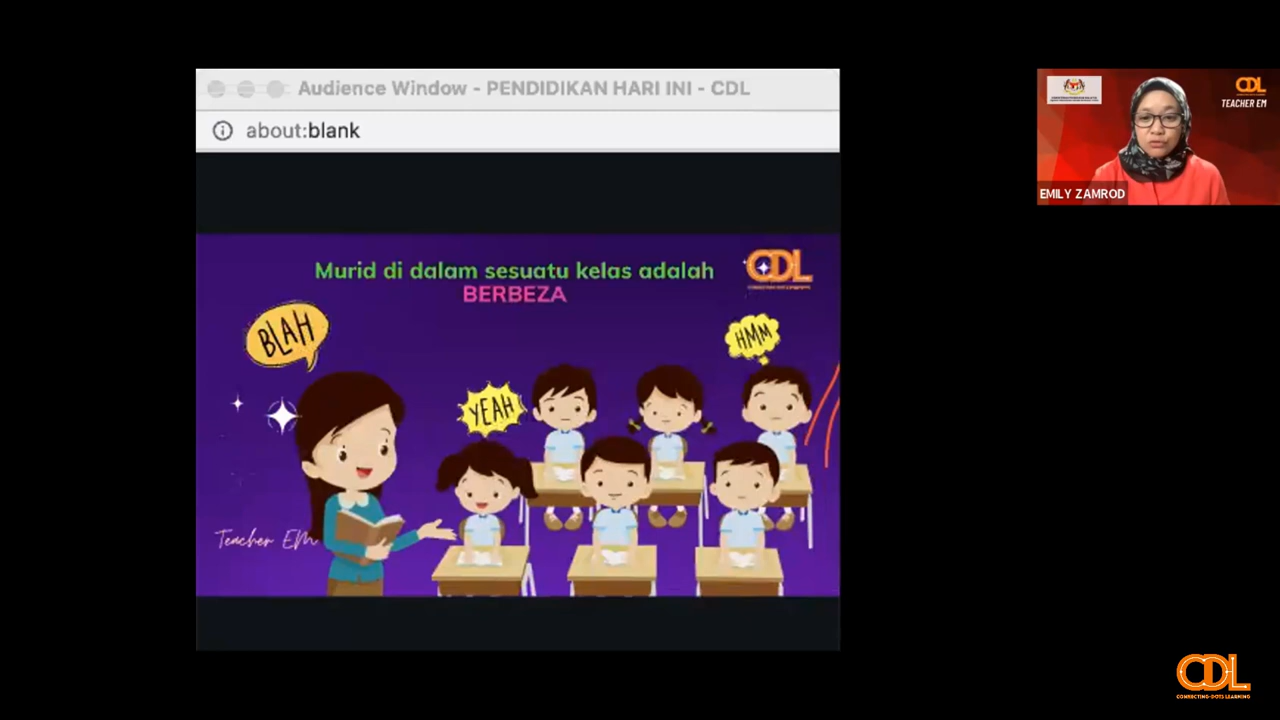 Audience Window - PENDIDIKAN HARI INI - CDL
about:blank
Murid di dalam sesuatu kelas adalah
BERBEZA
CDL
BLAH
HMM
YEAH
Teacher EM
CDL
TEACHER EM
EMILY ZAMROD
CDL
CONNECTING-DOTS LEARNING